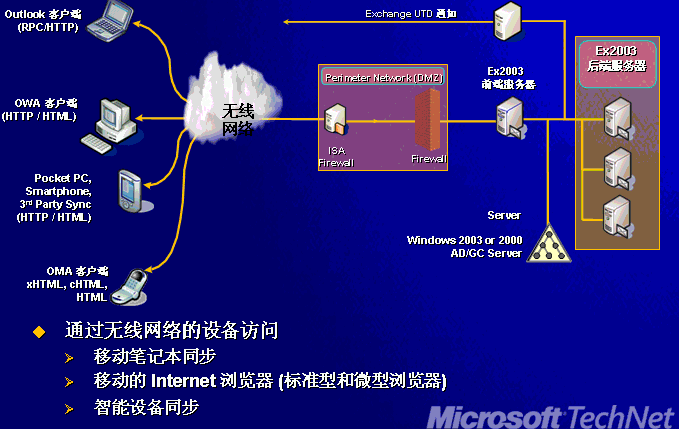 Outlook 客户端
(RPC/HTTP)
Exchange UTD 通知
OWA 客户端
(HTTP / HTML)
无线
网络
Perimeter Network (DMZ)
ISA
Firewall
Firewall
Ex2003
前端服务器
Ex2003
后端服务器
Pocket PC,
Smartphone,
3rd Party Sync
(HTTP / HTML)
Server
Windows 2003 or 2000
AD/GC Server
OMA 客户端
xHTML, cHTML,
HTML
通过无线网络的设备访问
移动笔记本同步
移动的 Internet 浏览器 (标准型和微型浏览器)
智能设备同步
Microsoft TechNet